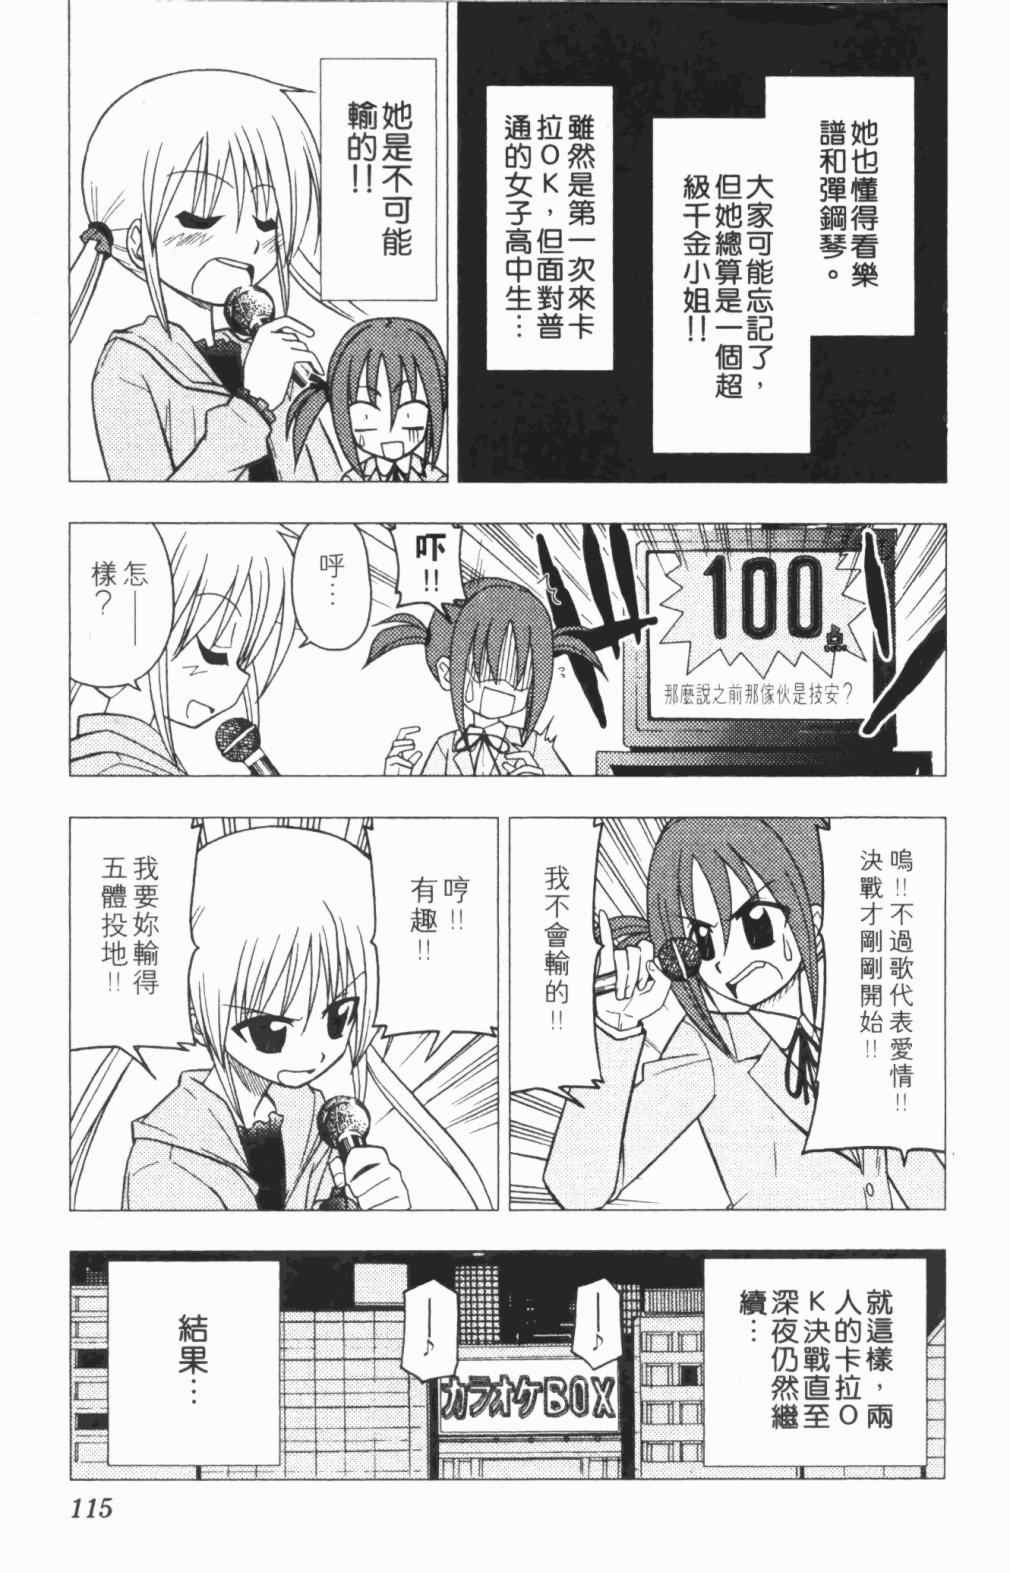 她也懂得看樂
譜和彈鋼琴。
大家可能忘記了,
但她總算是一個超
級千金小姐!!
雖然是第一次來卡
拉OK,但面對普
通的女子高中生…
她是不可能
輸的!!
100
点
那麼說之前那傢伙是技安?
吓!!
呼…
怎——
樣?
嗚!!不過歌代表愛情!!
決戰才剛剛開始!!
我不會輸的!!
哼!!
有趣!!
我要妳輸得
五體投地!!
就這樣,兩
人的卡拉O
K決戰直至
深夜仍然繼
續…
—♪
—♪
カラオケBOX
結果…
115